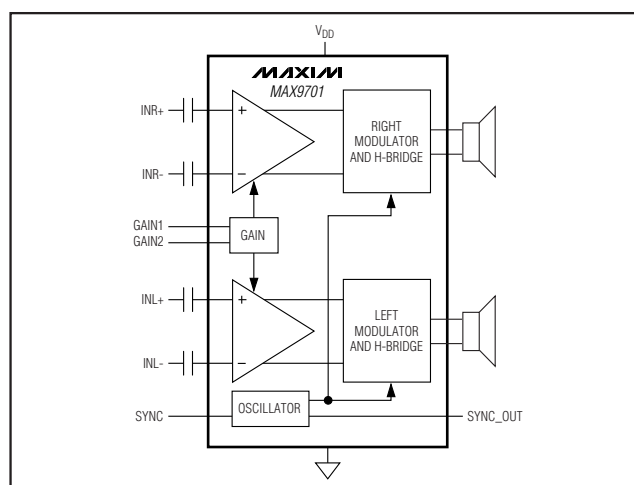 VDD
MAXIM
MAX9701
INR+
+
RIGHT
MODULATOR
AND H-BRIDGE
INR-
−
GAIN1
GAIN2
GAIN
INL+
+
LEFT
MODULATOR
AND H-BRIDGE
INL-
−
SYNC
OSCILLATOR
SYNC_OUT